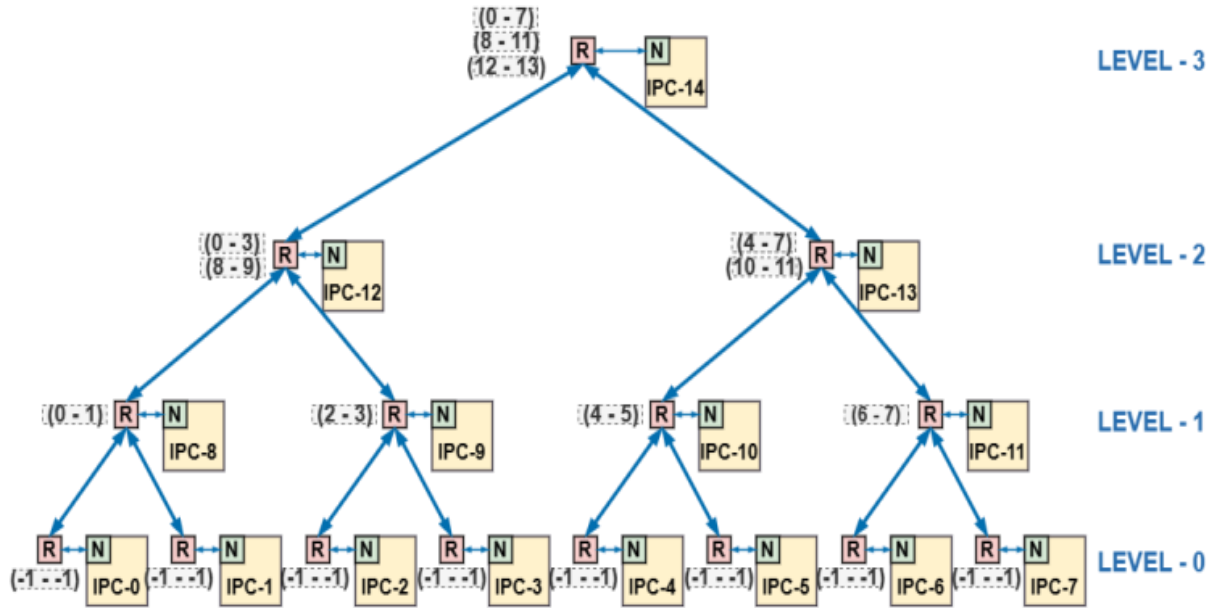 (0 - 7)
(8 - 11)
(12 - 13)
R
N
IPC-14
LEVEL - 3
(0 - 3)
(8 - 9)
R
N
IPC-12
(4 - 7)
(10 - 11)
R
N
IPC-13
LEVEL - 2
(0 - 1)
R
N
IPC-8
(2 - 3)
R
N
IPC-9
(4 - 5)
R
N
IPC-10
(6 - 7)
R
N
IPC-11
LEVEL - 1
R
N
(-1 - -1)
IPC-0
R
N
(-1 - -1)
IPC-1
R
N
(-1 - -1)
IPC-2
R
N
(-1 - -1)
IPC-3
R
N
(-1 - -1)
IPC-4
R
N
(-1 - -1)
IPC-5
R
N
(-1 - -1)
IPC-6
R
N
(-1 - -1)
IPC-7
LEVEL - 0